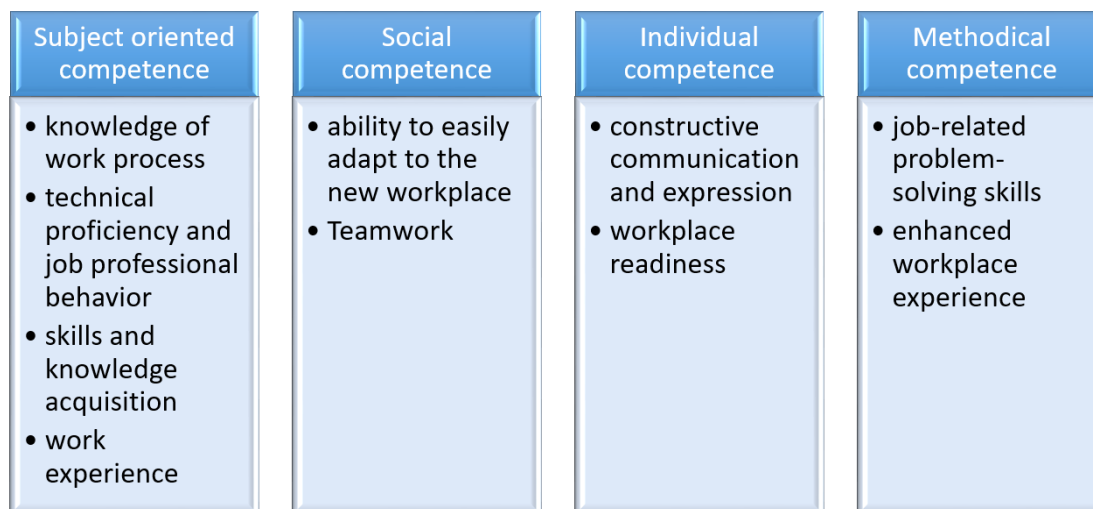 Subject oriented
competence
• knowledge of
work process
• technical
proficiency and
job professional
behavior
• skills and
knowledge
acquisition
• work
experience
Social
competence
• ability to easily
adapt to the
new workplace
• Teamwork
Individual
competence
• constructive
communication
and expression
• workplace
readiness
Methodical
competence
• job-related
problem-
solving skills
• enhanced
workplace
experience